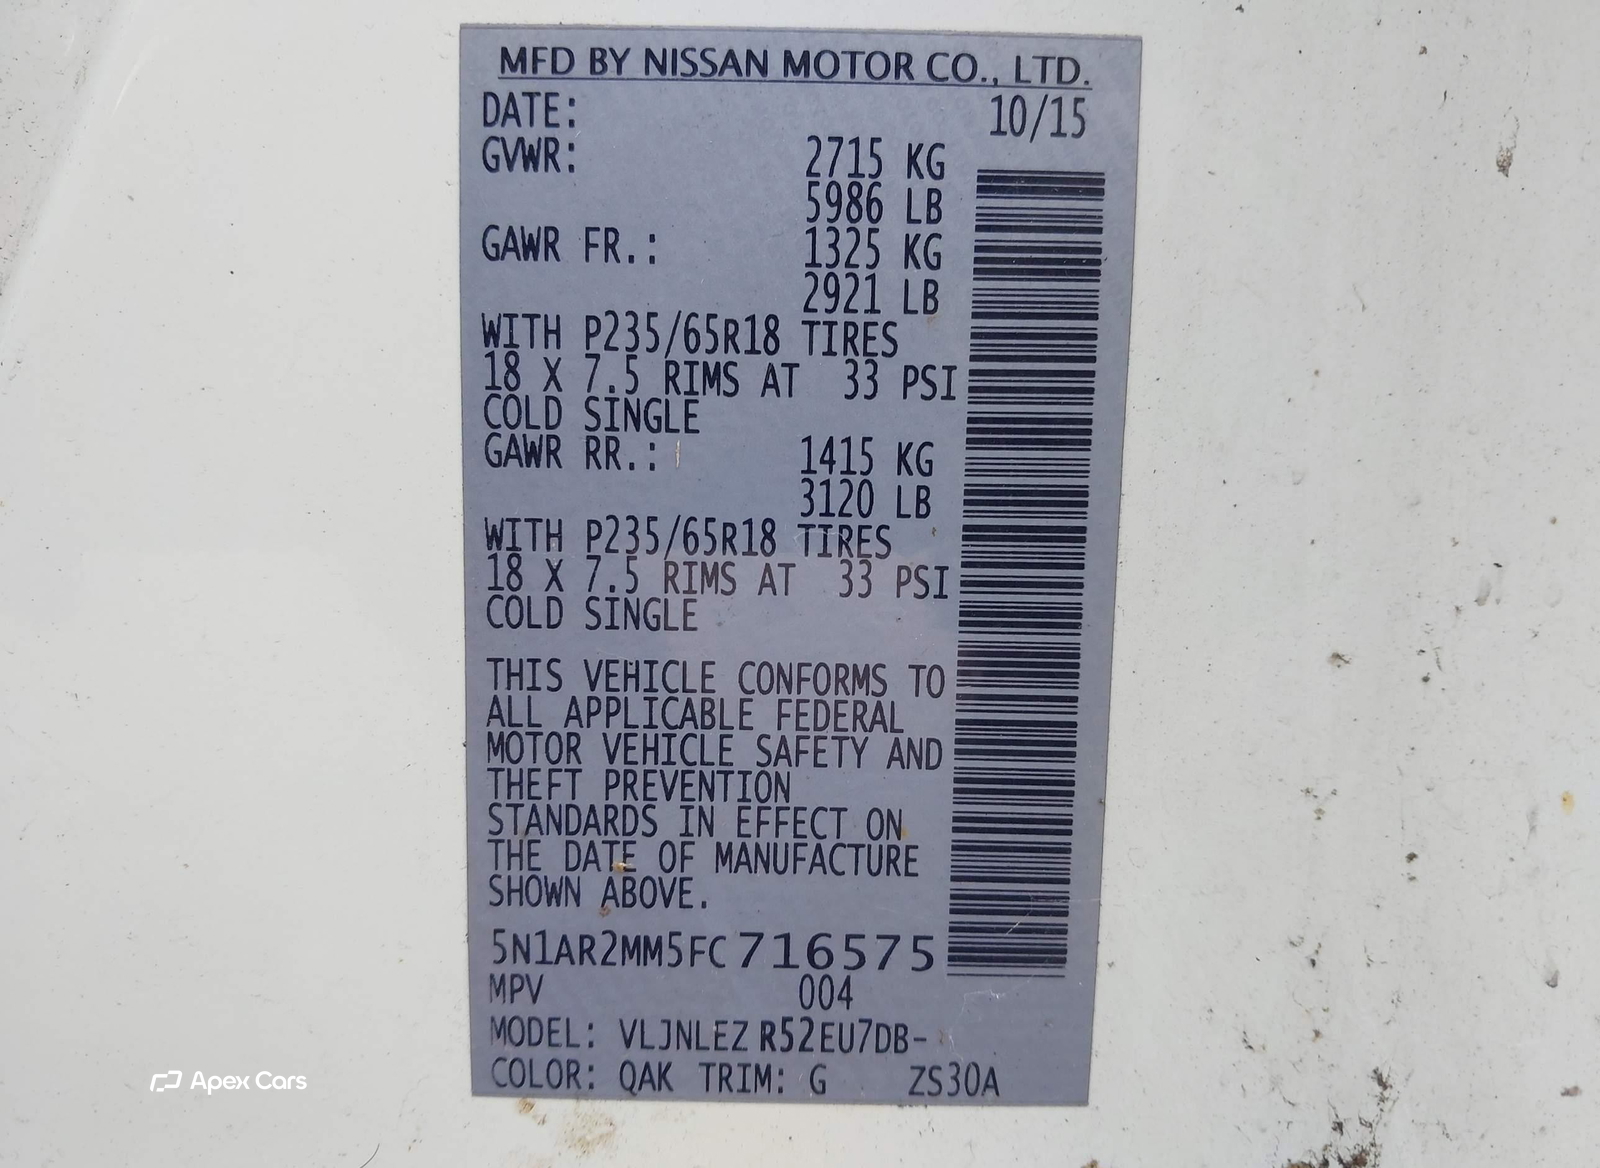 MFD BY NISSAN MOTOR CO., LTD.
DATE: 10/15
GVWR: 2715 KG
5986 LB
GAWR FR.: 1325 KG
2921 LB
WITH P235/65R18 TIRES
18 X 7.5 RIMS AT 33 PSI
COLD SINGLE
GAWR RR.: 1415 KG
3120 LB
WITH P235/65R18 TIRES
18 X 7.5 RIMS AT 33 PSI
COLD SINGLE
THIS VEHICLE CONFORMS TO
ALL APPLICABLE FEDERAL
MOTOR VEHICLE SAFETY AND
THEFT PREVENTION
STANDARDS IN EFFECT ON
THE DATE OF MANUFACTURE
SHOWN ABOVE.
5N1AR2MM5FC716575
MPV 004
MODEL: VLJNLEZ R52EU7DB-
COLOR: QAK TRIM: G ZS30A
Apex Cars